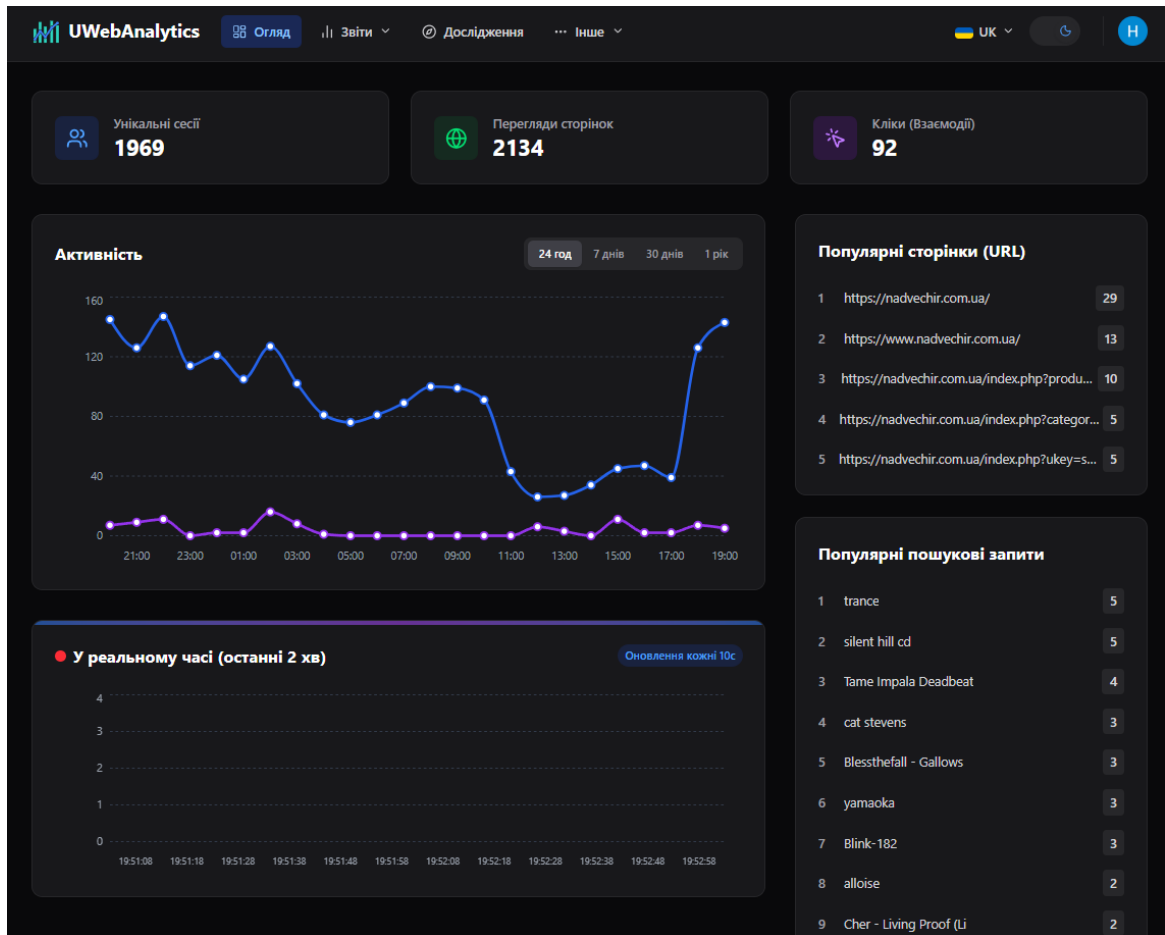 UWebAnalytics Огляд Звіти Дослідження Інше UK H
Унікальні сесії
1969
Перегляди сторінок
2134
Кліки (Взаємодії)
92
Активність
24 год 7 днів 30 днів 1 рік
160
120
80
40
0
21:00 23:00 01:00 03:00 05:00 07:00 09:00 11:00 13:00 15:00 17:00 19:00
У реальному часі (останні 2 хв)
Оновлення кожні 10с
4
3
2
1
0
19:51:08 19:51:18 19:51:28 19:51:38 19:51:48 19:51:58 19:52:08 19:52:18 19:52:28 19:52:38 19:52:48 19:52:58
Популярні сторінки (URL)
1 https://nadvechir.com.ua/ 29
2 https://www.nadvechir.com.ua/ 13
3 https://nadvechir.com.ua/index.php?produ... 10
4 https://nadvechir.com.ua/index.php?categor... 5
5 https://nadvechir.com.ua/index.php?ukey=s... 5
Популярні пошукові запити
1 trance 5
2 silent hill cd 5
3 Tame Impala Deadbeat 4
4 cat stevens 3
5 Blessthefall - Gallows 3
6 yamaoka 3
7 Blink-182 3
8 alloise 2
9 Cher - Living Proof (Li 2